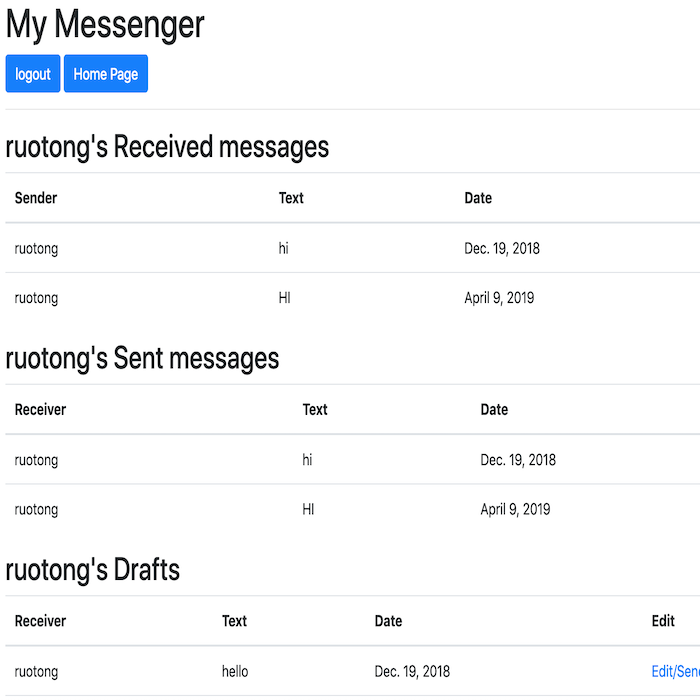 My Messenger
logout Home Page
ruotong's Received messages
Sender Text Date
ruotong hi Dec. 19, 2018
ruotong HI April 9, 2019
ruotong's Sent messages
Receiver Text Date
ruotong hi Dec. 19, 2018
ruotong HI April 9, 2019
ruotong's Drafts
Receiver Text Date Edit
ruotong hello Dec. 19, 2018 Edit/Sen